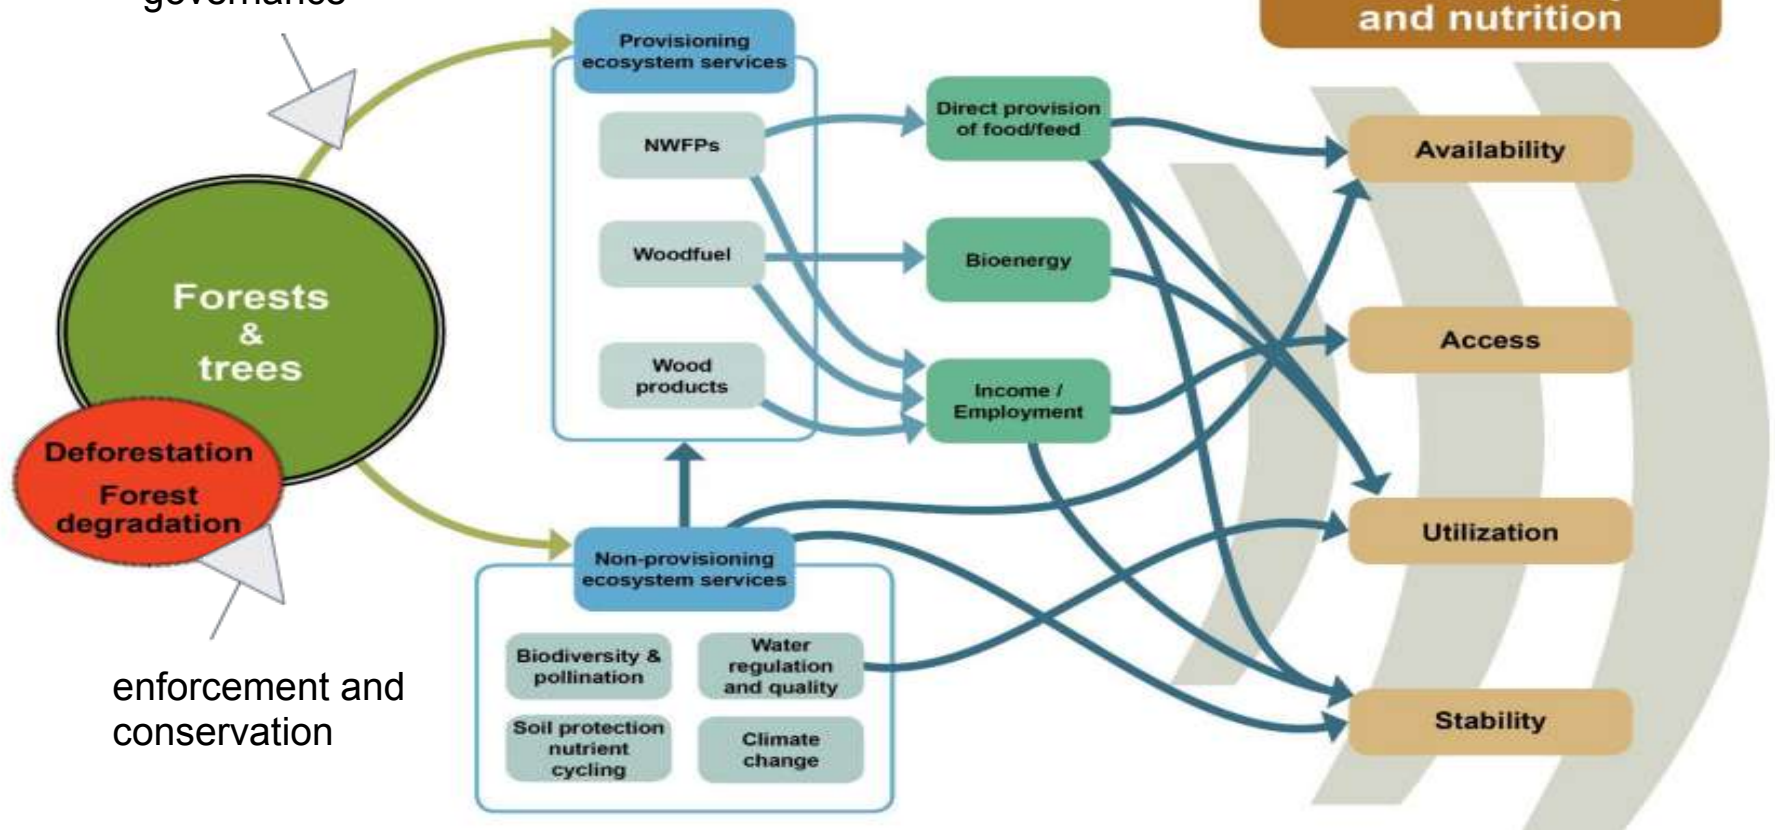 governance
and nutrition
Provisioning
ecosystem services
NWFPs
Woodfuel
Wood
products
Direct provision
of food/feed
Bioenergy
Income /
Employment
Availability
Access
Utilization
Stability
Forests
&
trees
Deforestation
Forest
degradation
enforcement and
conservation
Non-provisioning
ecosystem services
Biodiversity &
pollination
Water
regulation
and quality
Soil protection
nutrient
cycling
Climate
change